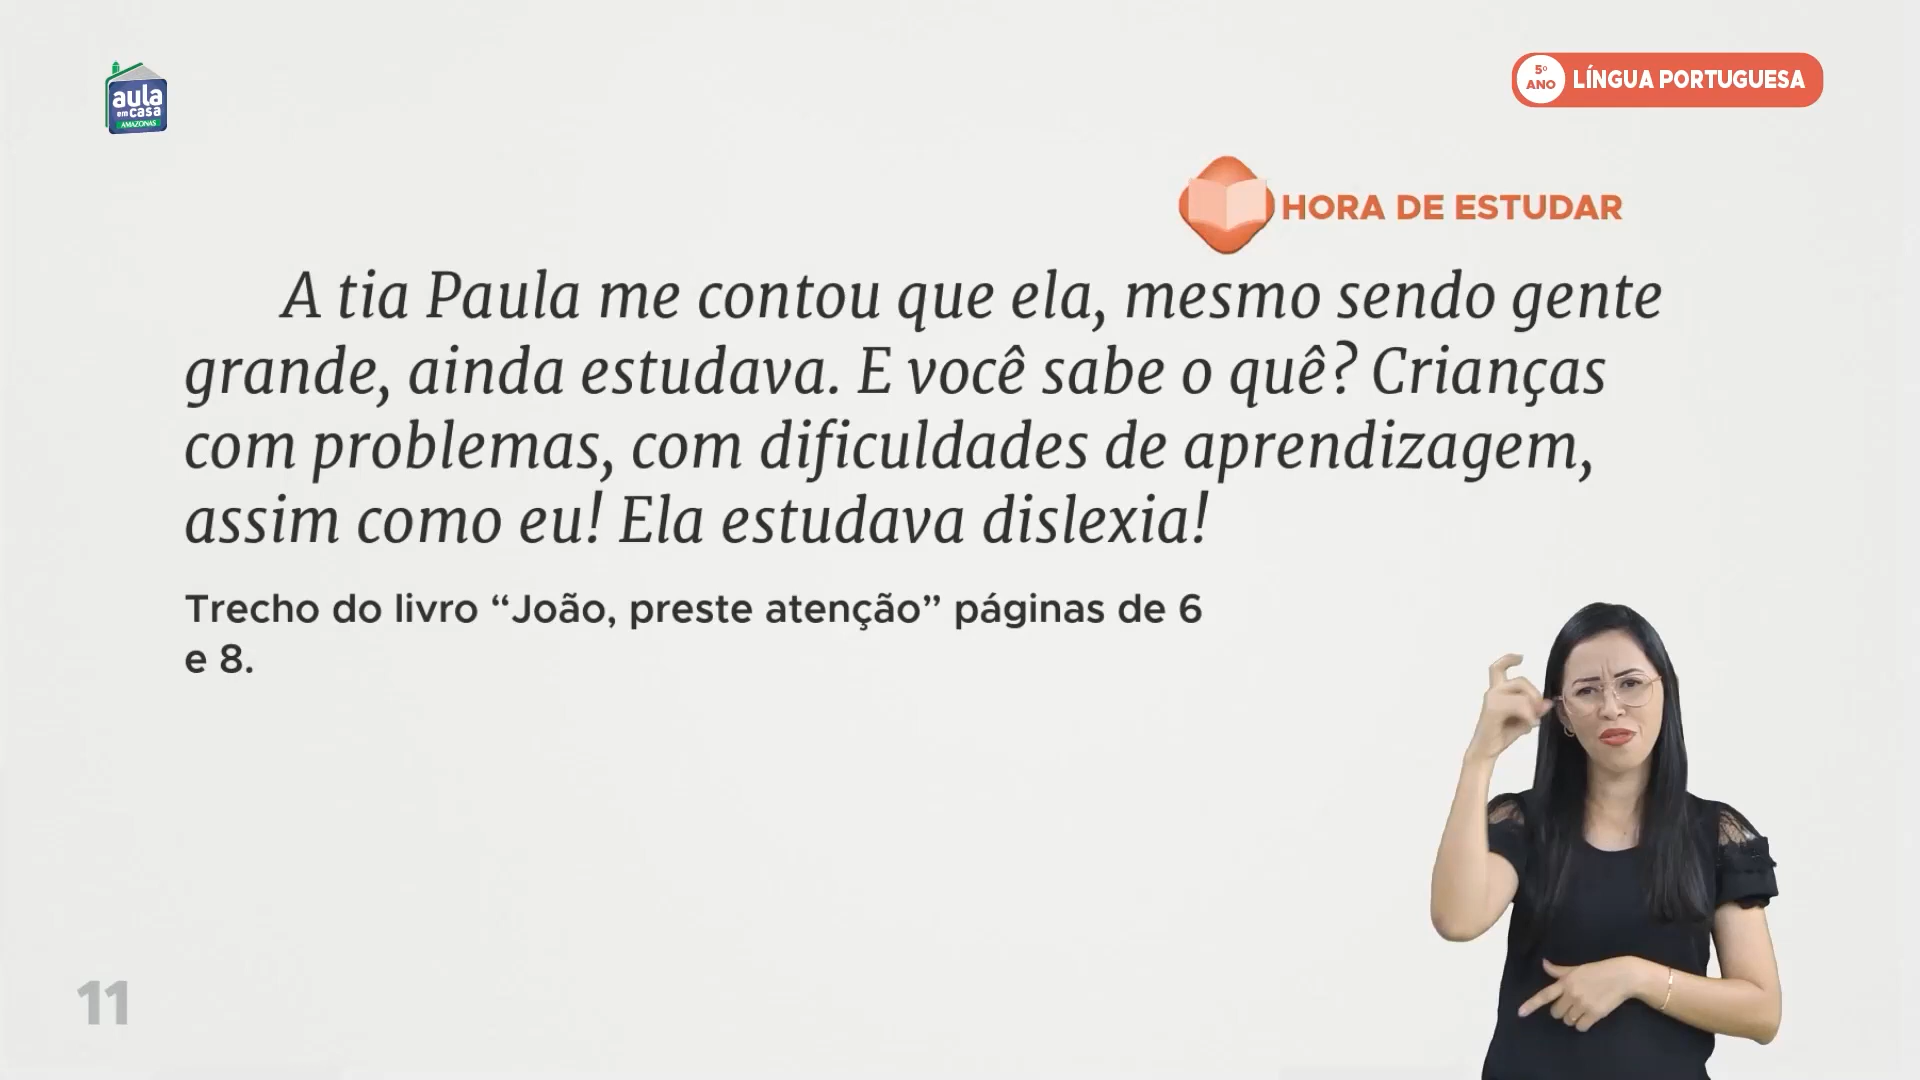 aula
em casa
AMAZONAS
5º
ANO
LÍNGUA PORTUGUESA
HORA DE ESTUDAR
A tia Paula me contou que ela, mesmo sendo gente
grande, ainda estudava. E você sabe o quê? Crianças
com problemas, com dificuldades de aprendizagem,
assim como eu! Ela estudava dislexia!
Trecho do livro “João, preste atenção” páginas de 6
e 8.
11